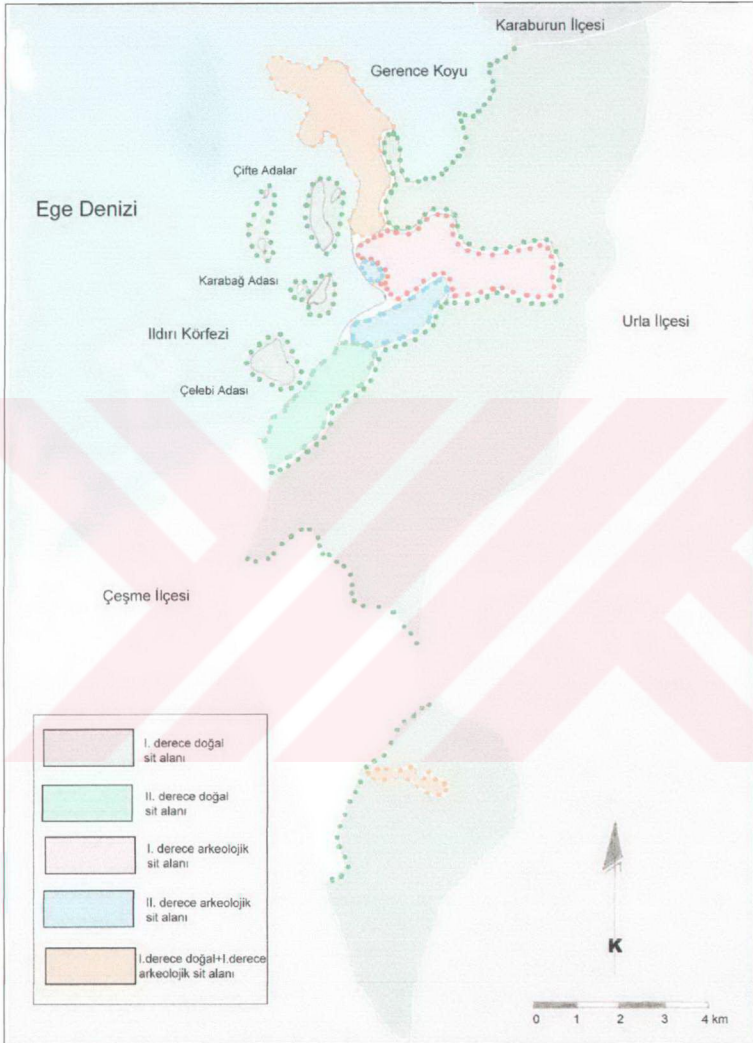 Karaburun İlçesi
Gerence Koyu
Çifte Adalar
Ege Denizi
Karabağ Adası
Ildırı Körfezi
Urla İlçesi
Çelebi Adası
Çeşme İlçesi
I. derece doğal
sit alanı
II. derece doğal
sit alanı
I. derece arkeolojik
sit alanı
II. derece arkeolojik
sit alanı
I.derece doğal+I.derece
arkeolojik sit alanı
K
0 1 2 3 4 km